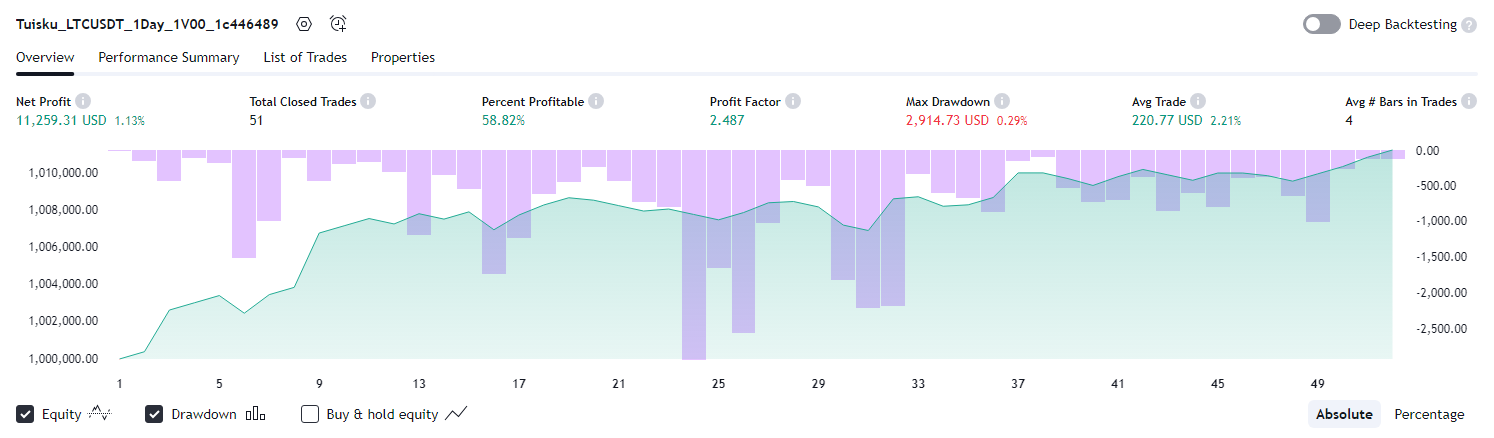 Tuisku_LTCUSDT_1Day_1V00_1c446489
Deep Backtesting
Overview Performance Summary List of Trades Properties
Net Profit Total Closed Trades Percent Profitable Profit Factor Max Drawdown Avg Trade Avg # Bars in Trades
11,259.31 USD 1.13% 51 58.82% 2.487 2,914.73 USD 0.29% 220.77 USD 2.21% 4
0.00
1,010,000.00
-500.00
1,008,000.00
-1,000.00
1,006,000.00
-1,500.00
1,004,000.00
-2,000.00
1,002,000.00
-2,500.00
1,000,000.00
1 5 9 13 17 21 25 29 33 37 41 45 49
Equity Drawdown Buy & hold equity Absolute Percentage